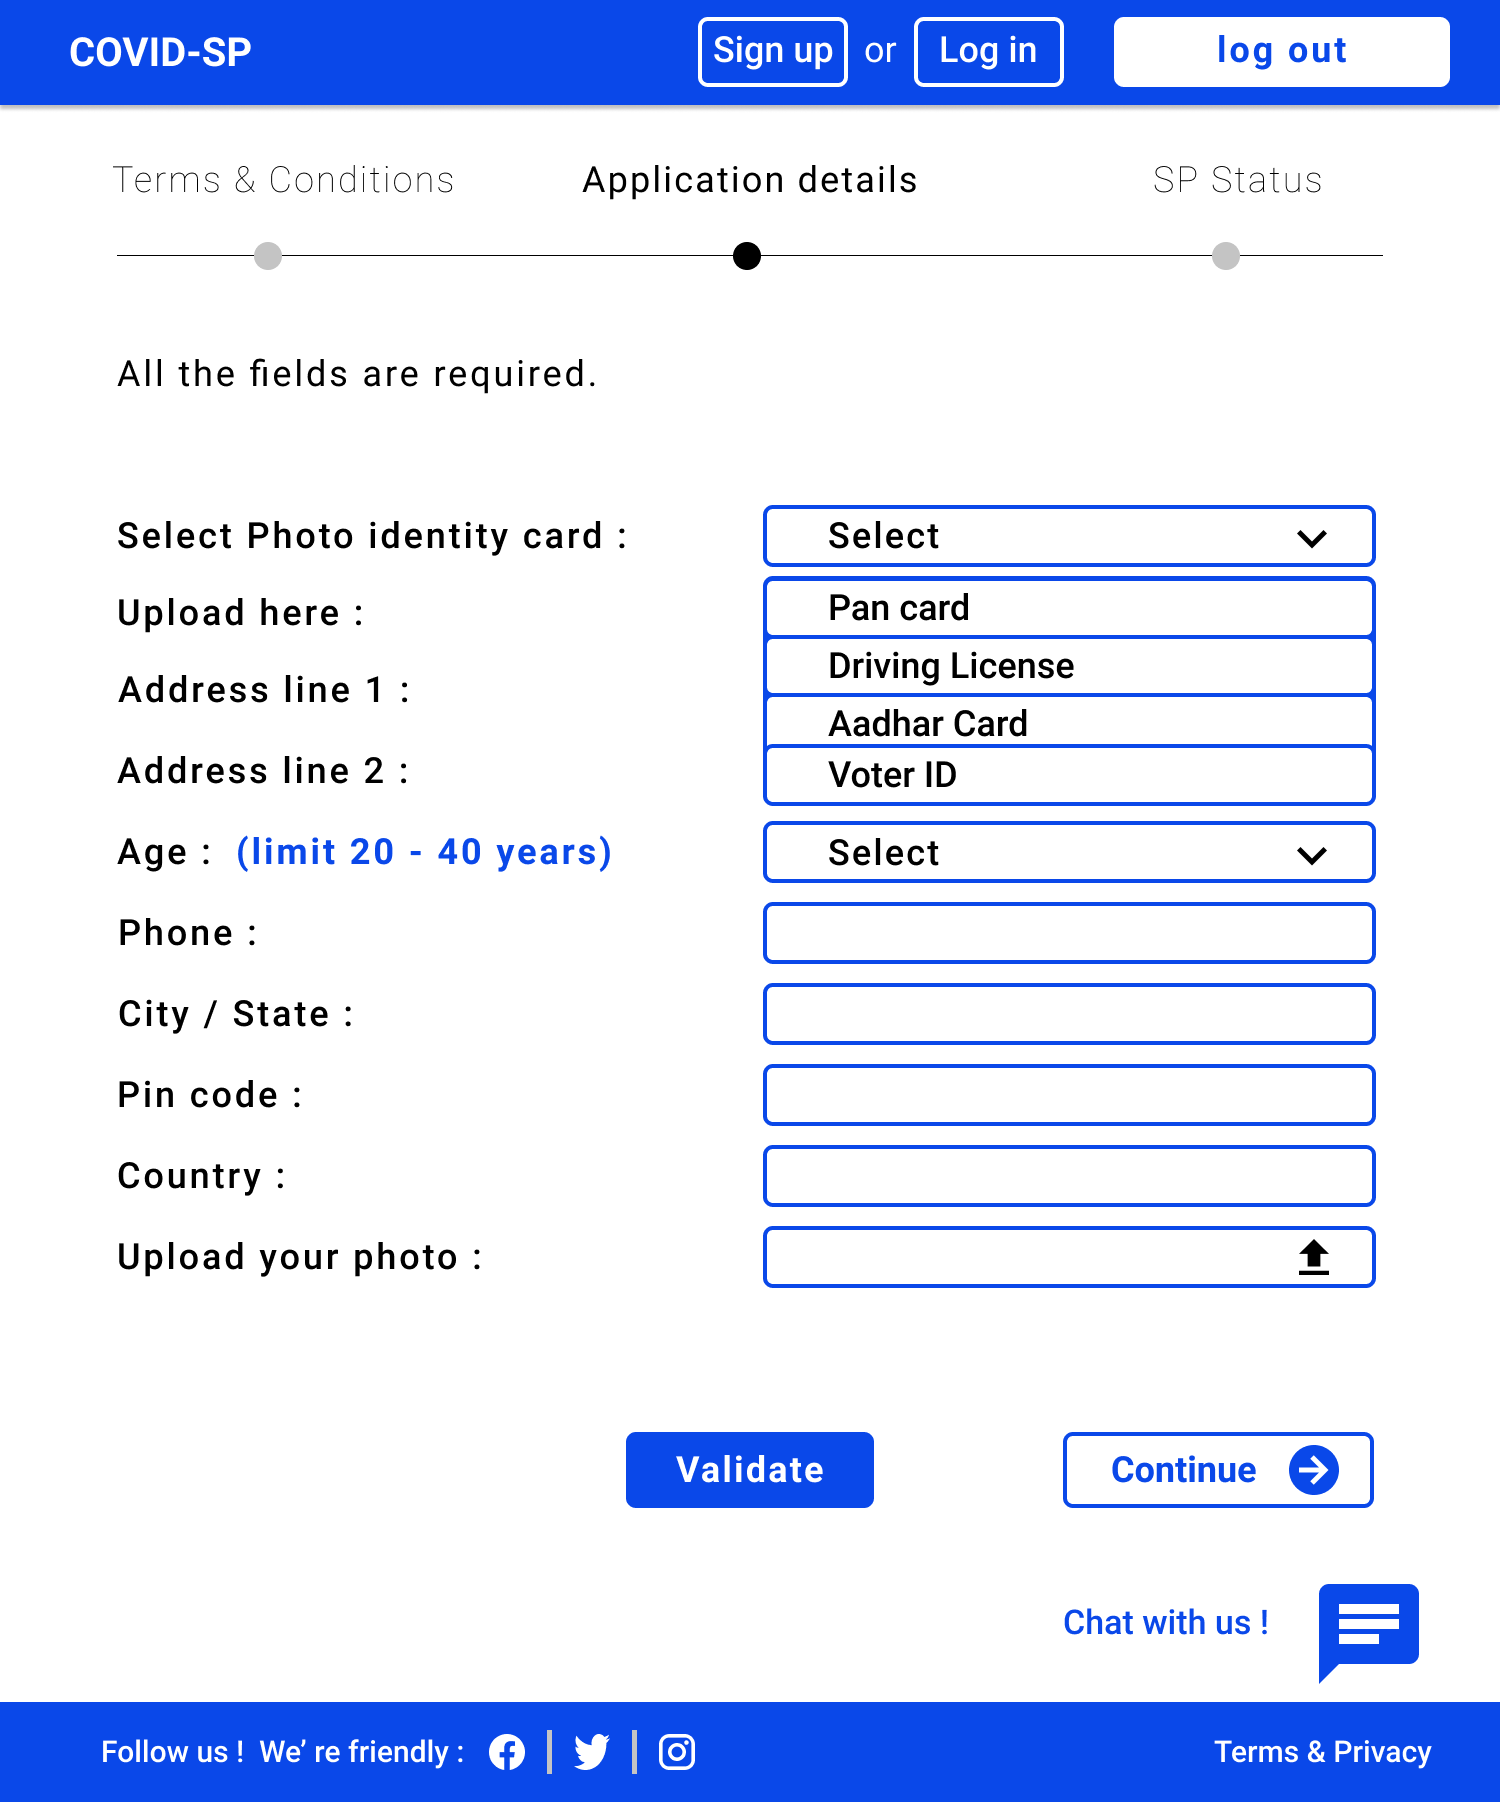 COVID-SP
Sign up or Log in
log out
Terms & Conditions
Application details
SP Status
All the fields are required.
Select Photo identity card :
Select
Upload here :
Pan card
Driving License
Address line 1 :
Aadhar Card
Address line 2 :
Voter ID
Age : (limit 20 - 40 years)
Select
Phone :
City / State :
Pin code :
Country :
Upload your photo :
Validate
Continue
Chat with us !
Follow us ! We’ re friendly :
Terms & Privacy